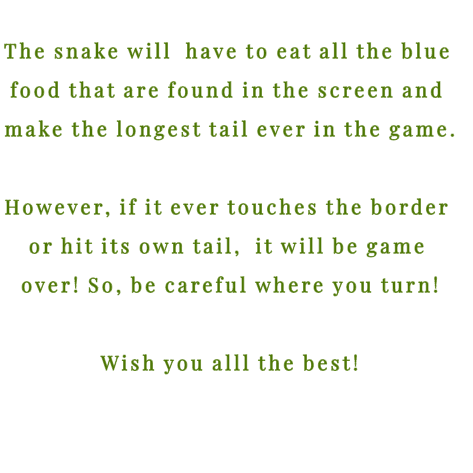 The snake will  have to eat all the blue
food that are found in the screen and
make the longest tail ever in the game.
However, if it ever touches the border
or hit its own tail,  it will be game
over! So, be careful where you turn!
Wish you alll the best!